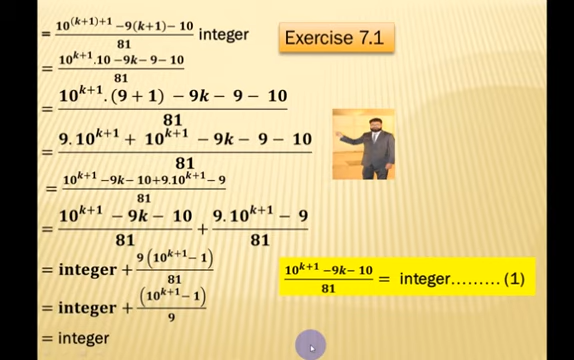 = 10^(k+1)+1 −9(k+1)− 10 / 81 integer
Exercise 7.1
= 10^k+1 .10 −9k − 9 − 10 / 81
= 10^k+1. (9 + 1) − 9k − 9 − 10 / 81
= 9. 10^k+1 + 10^k+1 − 9k − 9 − 10 / 81
= 10^k+1 −9k− 10+9.10^k+1 − 9 / 81
= 10^k+1 − 9k − 10 / 81 + 9. 10^k+1 − 9 / 81
= integer + 9(10^k+1− 1) / 81
10^k+1 −9k− 10 / 81 = integer......... (1)
= integer + (10^k+1− 1) / 9
= integer